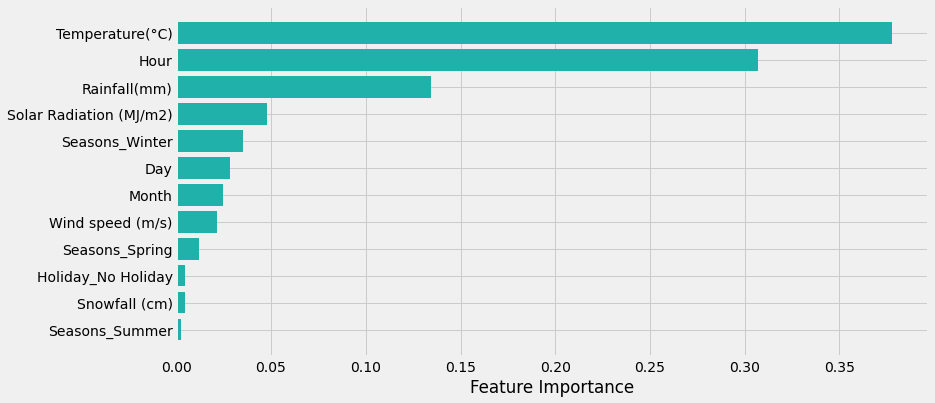 Temperature(°C)
Hour
Rainfall(mm)
Solar Radiation (MJ/m2)
Seasons_Winter
Day
Month
Wind speed (m/s)
Seasons_Spring
Holiday_No Holiday
Snowfall (cm)
Seasons_Summer
0.00 0.05 0.10 0.15 0.20 0.25 0.30 0.35
Feature Importance